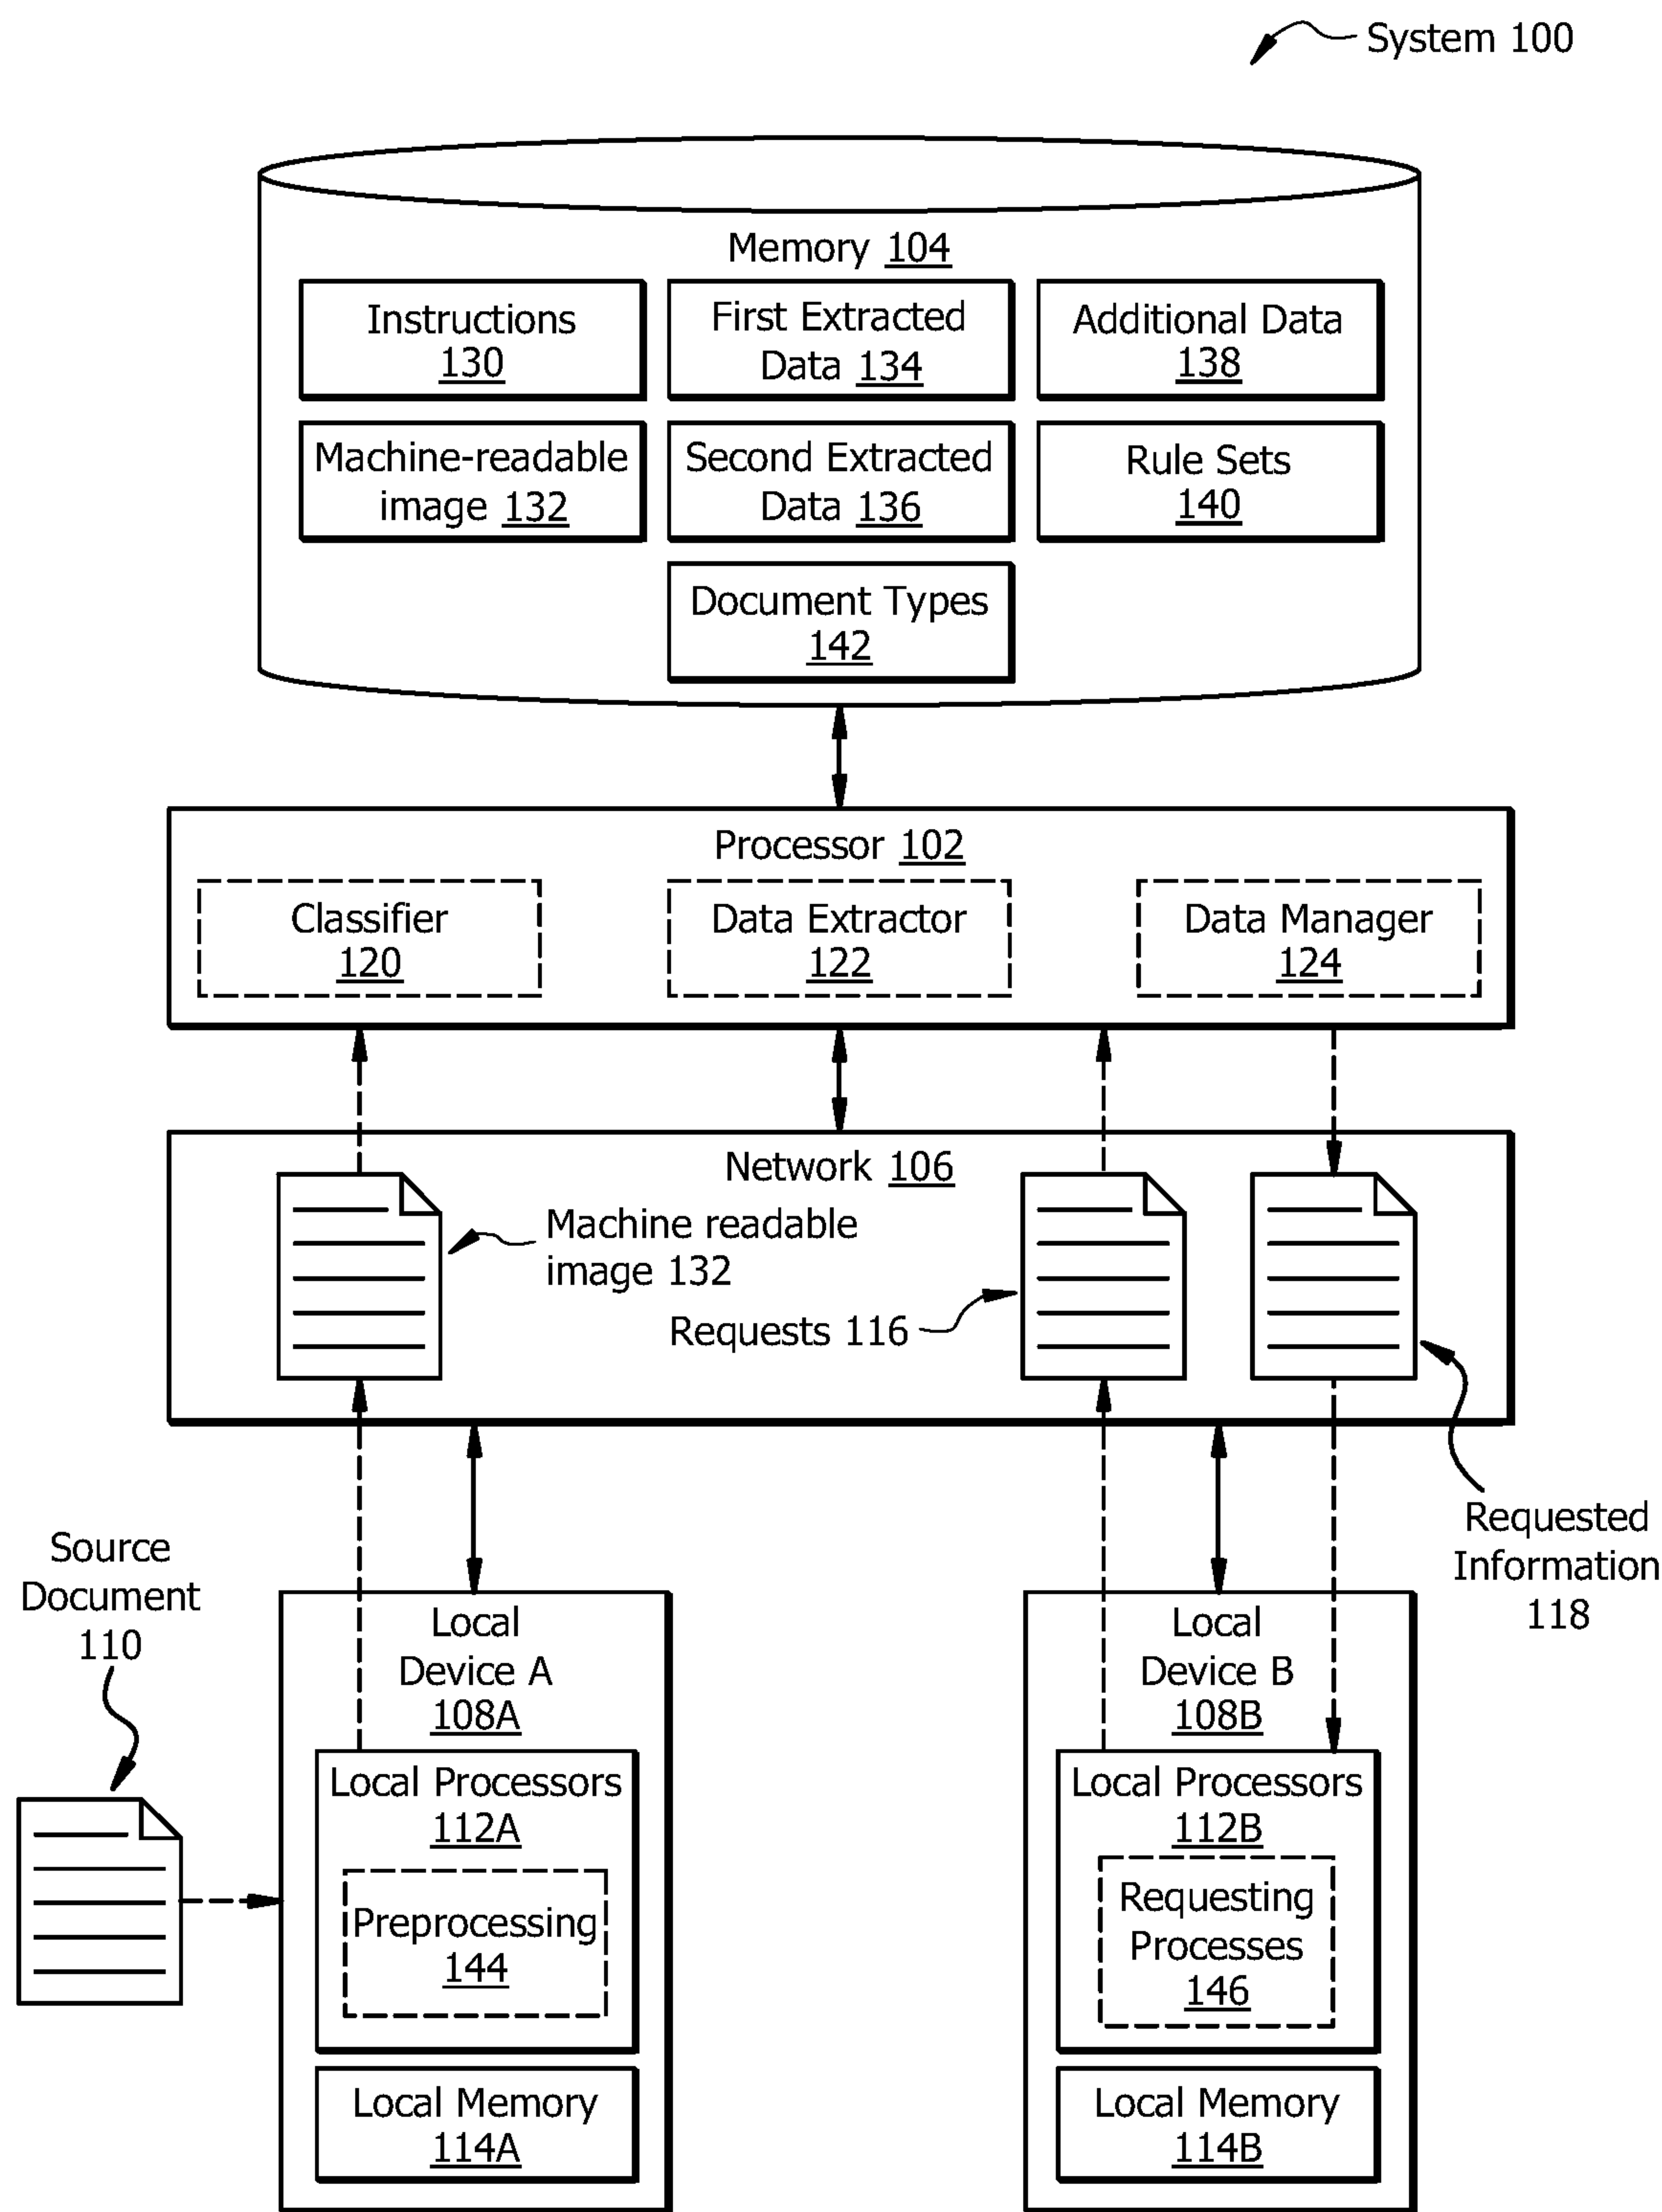 System 100
Memory 104
Instructions
130
First Extracted
Data 134
Additional Data
138
Machine-readable
image 132
Second Extracted
Data 136
Rule Sets
140
Document Types
142
Processor 102
Classifier
120
Data Extractor
122
Data Manager
124
Network 106
Machine readable
image 132
Requests 116
Requested
Information
118
Source
Document
110
Local
Device A
108A
Local Processors
112A
Preprocessing
144
Local Memory
114A
Local
Device B
108B
Local Processors
112B
Requesting
Processes
146
Local Memory
114B